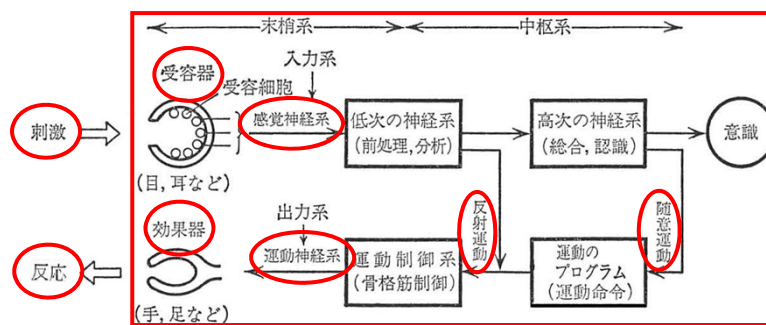 末梢系
中枢系
入力系
受容器
受容細胞
刺激
感覚神経系
低次の神経系
(前処理,分析)
高次の神経系
(総合,認識)
意識
(目,耳など)
反射運動
随意運動
出力系
効果器
反応
運動神経系
運動制御系
(骨格筋制御)
運動の
プログラム
(運動命令)
(手,足など)